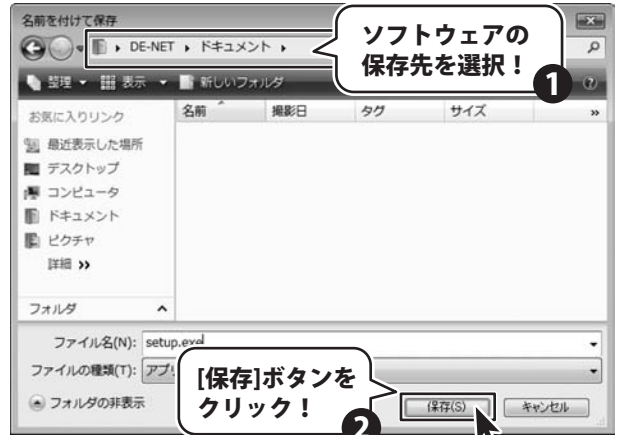 名前を付けて保存
DE-NET ▸ ドキュメント ▸
ソフトウェアの
保存先を選択！
❶
整理 表示 新しいフォルダ
お気に入りリンク
名前 撮影日 タグ サイズ »
最近表示した場所
デスクトップ
コンピュータ
ドキュメント
ピクチャ
詳細 »
フォルダ
ファイル名(N): setup.exe
ファイルの種類(T): アプリ
[保存]ボタンを
クリック！
❷
フォルダの非表示
保存(S) キャンセル